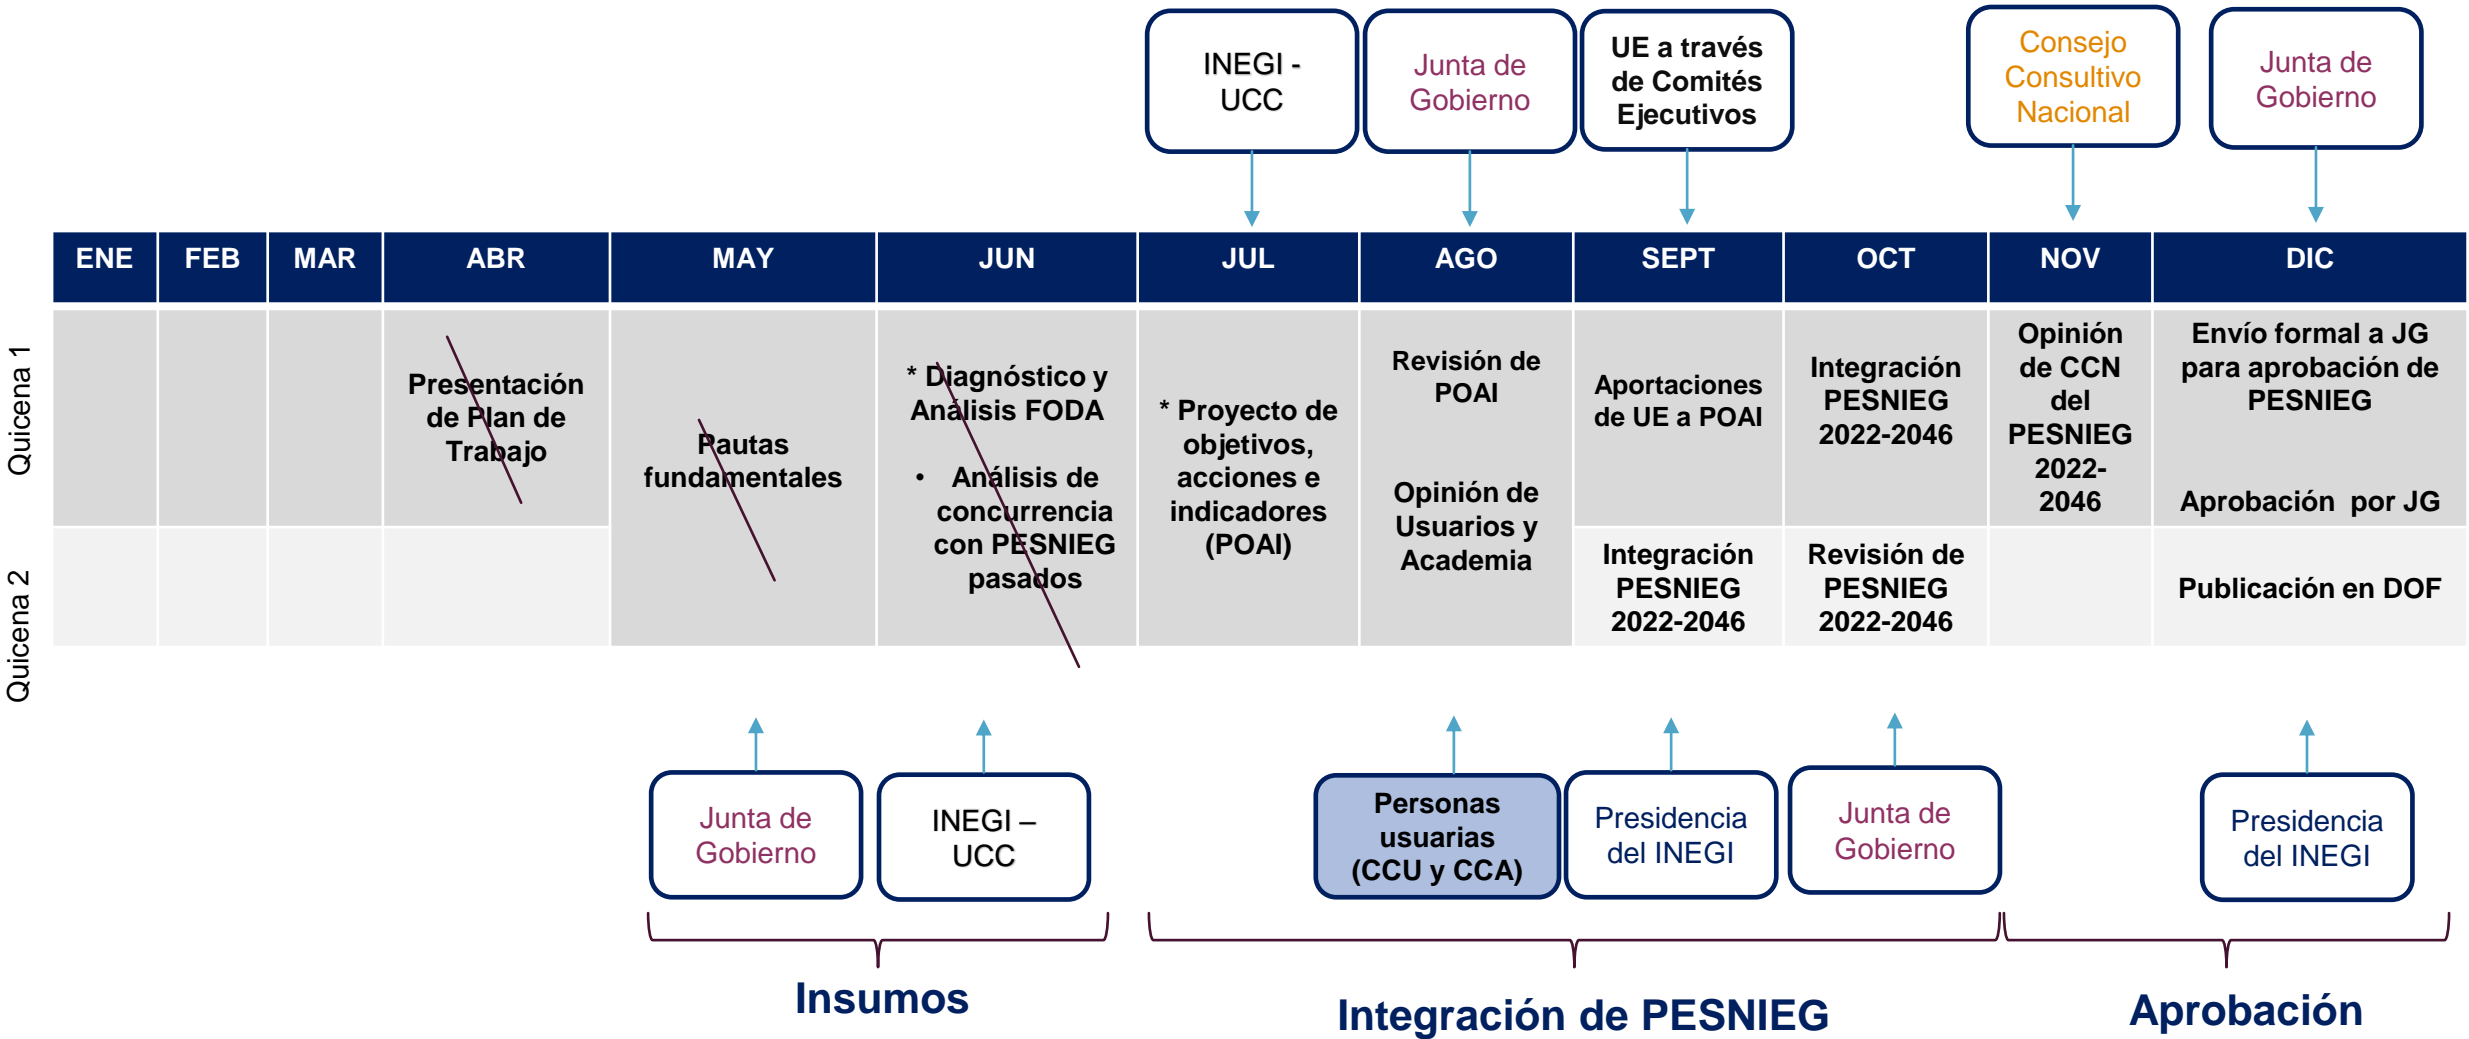 INEGI -
UCC
Junta de
Gobierno
UE a través
de Comités
Ejecutivos
Consejo
Consultivo
Nacional
Junta de
Gobierno
ENE
FEB
MAR
ABR
MAY
JUN
JUL
AGO
SEPT
OCT
NOV
DIC
Quicena 1
Presentación
de Plan de
Trabajo
Pautas
fundamentales
* Diagnóstico y
Análisis FODA
• Análisis de
concurrencia
con PESNIEG
pasados
* Proyecto de
objetivos,
acciones e
indicadores
(POAI)
Revisión de
POAI
Opinión de
Usuarios y
Academia
Aportaciones
de UE a POAI
Integración
PESNIEG
2022-2046
Opinión
de CCN
del
PESNIEG
2022-
2046
Envío formal a JG
para aprobación de
PESNIEG
Aprobación por JG
Quicena 2
Integración
PESNIEG
2022-2046
Revisión de
PESNIEG
2022-2046
Publicación en DOF
Junta de
Gobierno
INEGI –
UCC
Personas
usuarias
(CCU y CCA)
Presidencia
del INEGI
Junta de
Gobierno
Presidencia
del INEGI
Insumos
Integración de PESNIEG
Aprobación